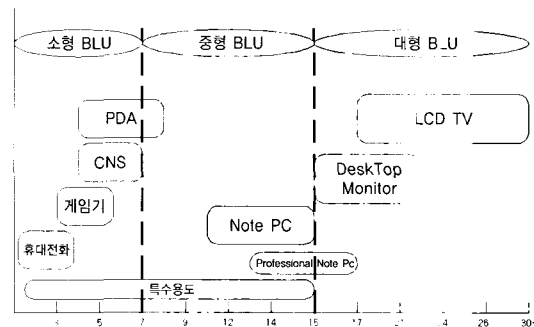 소형 BLU 중형 BLU 대형 BLU
PDA LCD TV
CNS DeskTop
Monitor
게임기
Note PC
휴대전화 Professional Note Pc
특수용도
5 7 9 12 14 15 17 26 30